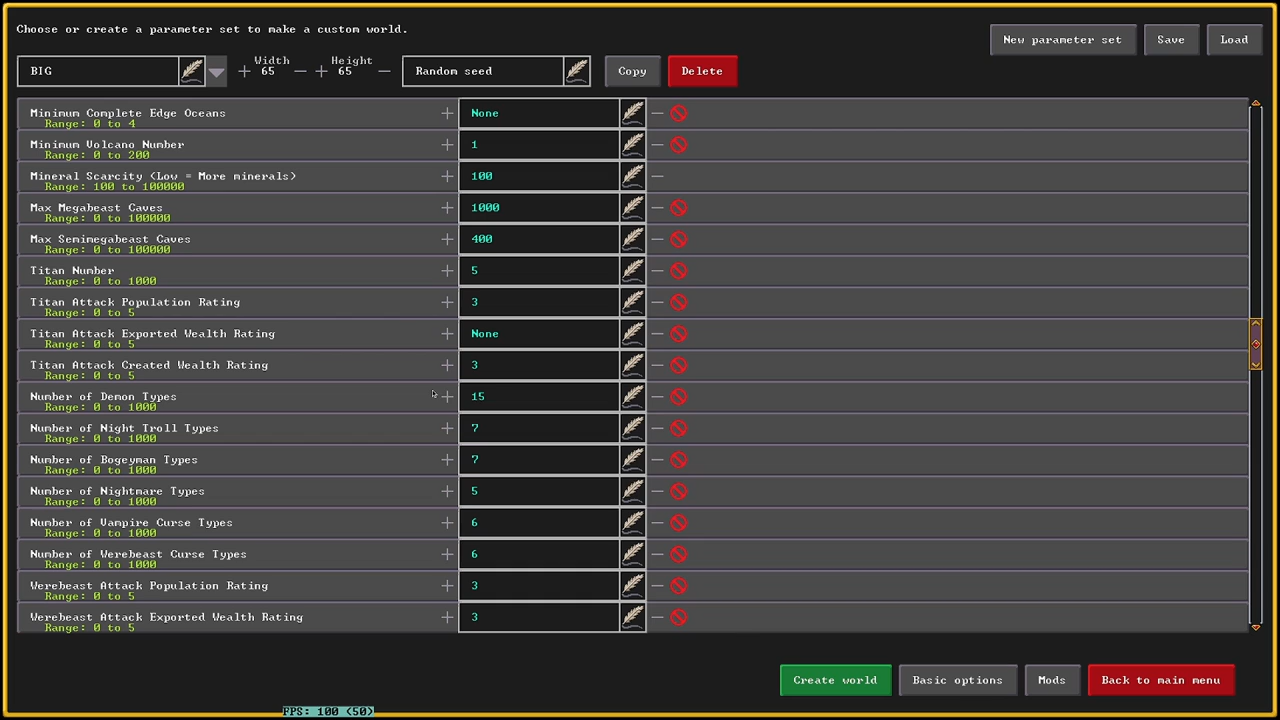 Choose or create a parameter set to make a custom world.
New parameter set
Save
Load
BIG
Width
65
Height
65
Random seed
Copy
Delete
Minimum Complete Edge Oceans
Range: 0 to 4
None
Minimum Volcano Number
Range: 0 to 200
1
Mineral Scarcity (Low = More minerals)
Range: 100 to 100000
100
Max Megabeast Caves
Range: 0 to 100000
1000
Max Semimegabeast Caves
Range: 0 to 100000
400
Titan Number
Range: 0 to 1000
5
Titan Attack Population Rating
Range: 0 to 5
3
Titan Attack Exported Wealth Rating
Range: 0 to 5
None
Titan Attack Created Wealth Rating
Range: 0 to 5
3
Number of Demon Types
Range: 0 to 1000
15
Number of Night Troll Types
Range: 0 to 1000
7
Number of Bogeyman Types
Range: 0 to 1000
7
Number of Nightmare Types
Range: 0 to 1000
5
Number of Vampire Curse Types
Range: 0 to 1000
6
Number of Werebeast Curse Types
Range: 0 to 1000
6
Werebeast Attack Population Rating
Range: 0 to 5
3
Werebeast Attack Exported Wealth Rating
Range: 0 to 5
3
Create world
Basic options
Mods
Back to main menu
FPS: 100 (50)